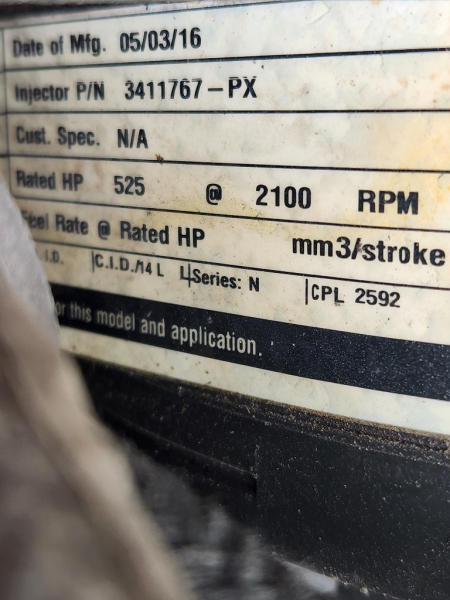 Date of Mfg. 05/03/16
Injector P/N 3411767-PX
Cust. Spec. N/A
Rated HP 525 @ 2100 RPM
Rate @ Rated HP mm3/stroke
C.I.D./14 L Series: N CPL 2592
for this model and application.